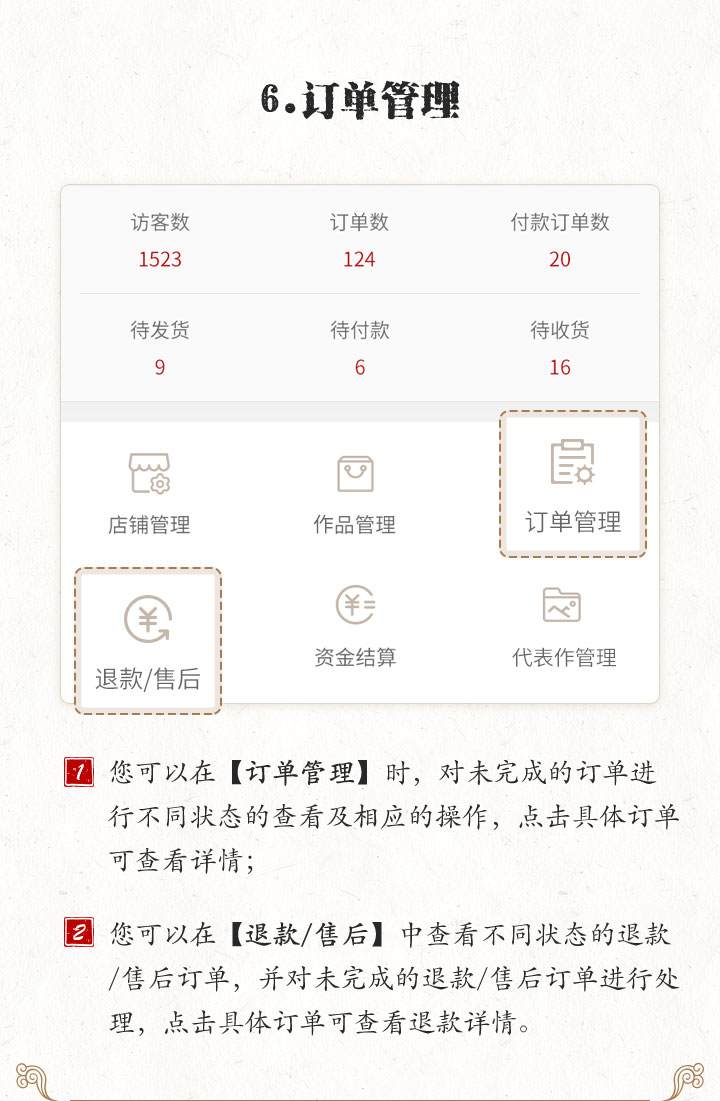 6.订单管理
访客数 订单数 付款订单数
1523 124 20
待发货 待付款 待收货
9 6 16
店铺管理 作品管理 订单管理
退款/售后 资金结算 代表作管理
1 您可以在【订单管理】时，对未完成的订单进
行不同状态的查看及相应的操作，点击具体订单
可查看详情；
2 您可以在【退款/售后】中查看不同状态的退款
/售后订单，并对未完成的退款/售后订单进行处
理，点击具体订单可查看退款详情。